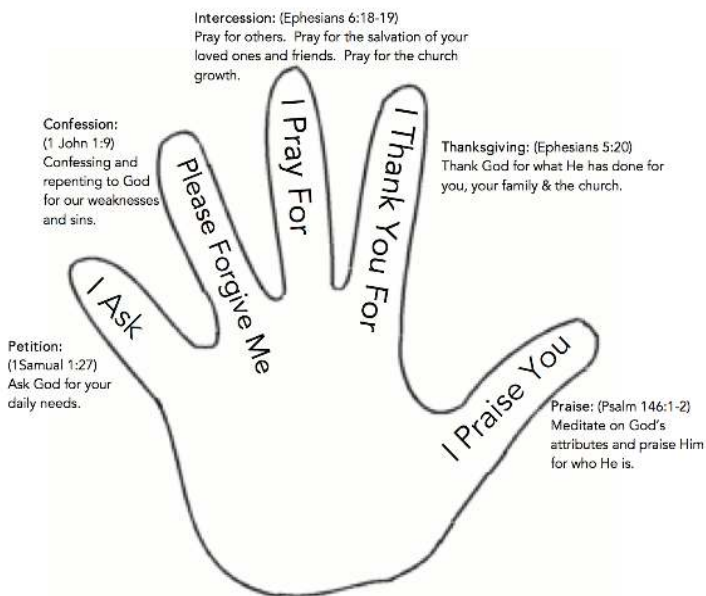 Intercession: (Ephesians 6:18-19)
Pray for others. Pray for the salvation of your
loved ones and friends. Pray for the church
growth.
Confession:
(1 John 1:9)
Confessing and
repenting to God
for our weaknesses
and sins.
Thanksgiving: (Ephesians 5:20)
Thank God for what He has done for
you, your family & the church.
Petition:
(1Samual 1:27)
Ask God for your
daily needs.
Praise: (Psalm 146:1-2)
Meditate on God's
attributes and praise Him
for who He is.
I Ask
Please Forgive Me
I Pray For
I Thank You For
I Praise You